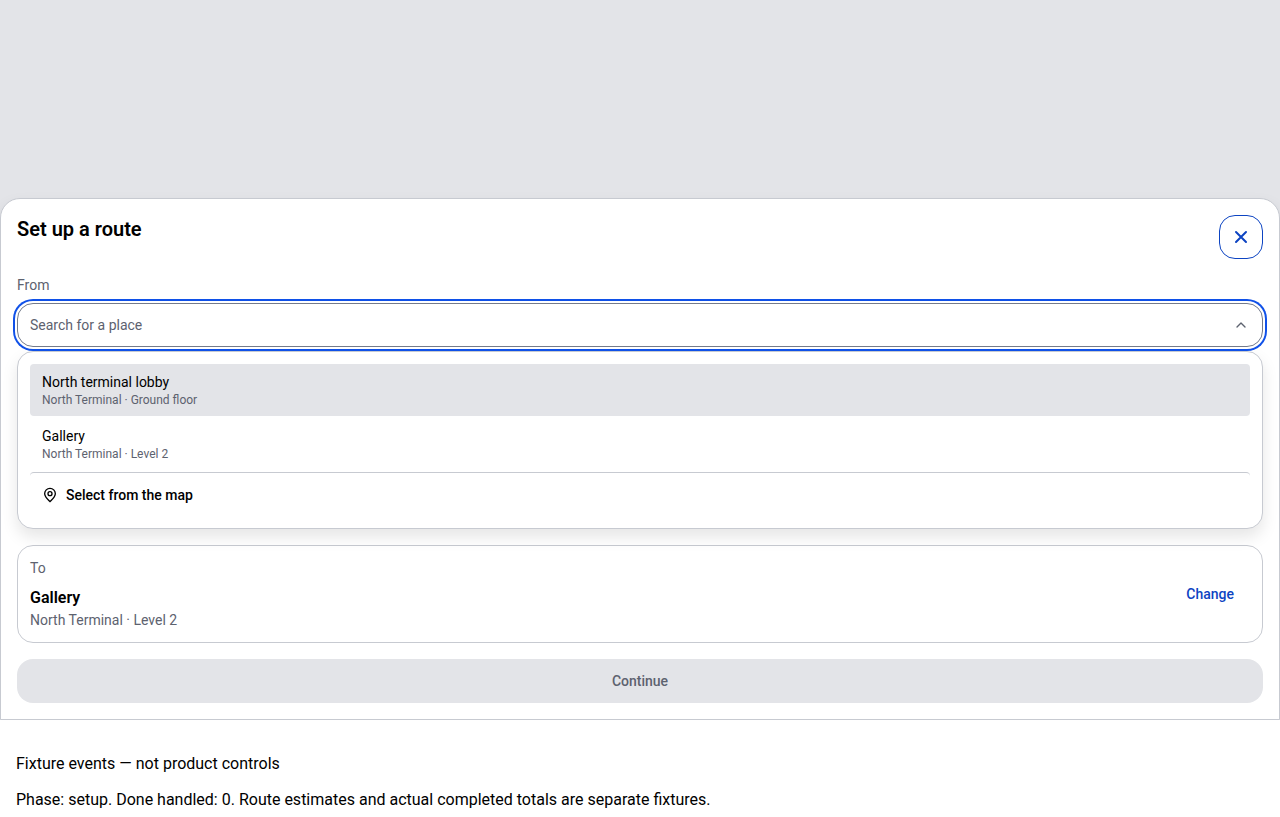 Set up a route
From
Search for a place
North terminal lobby
North Terminal · Ground floor
Gallery
North Terminal · Level 2
Select from the map
To
Gallery
North Terminal · Level 2
Change
Continue
Fixture events — not product controls
Phase: setup. Done handled: 0. Route estimates and actual completed totals are separate fixtures.